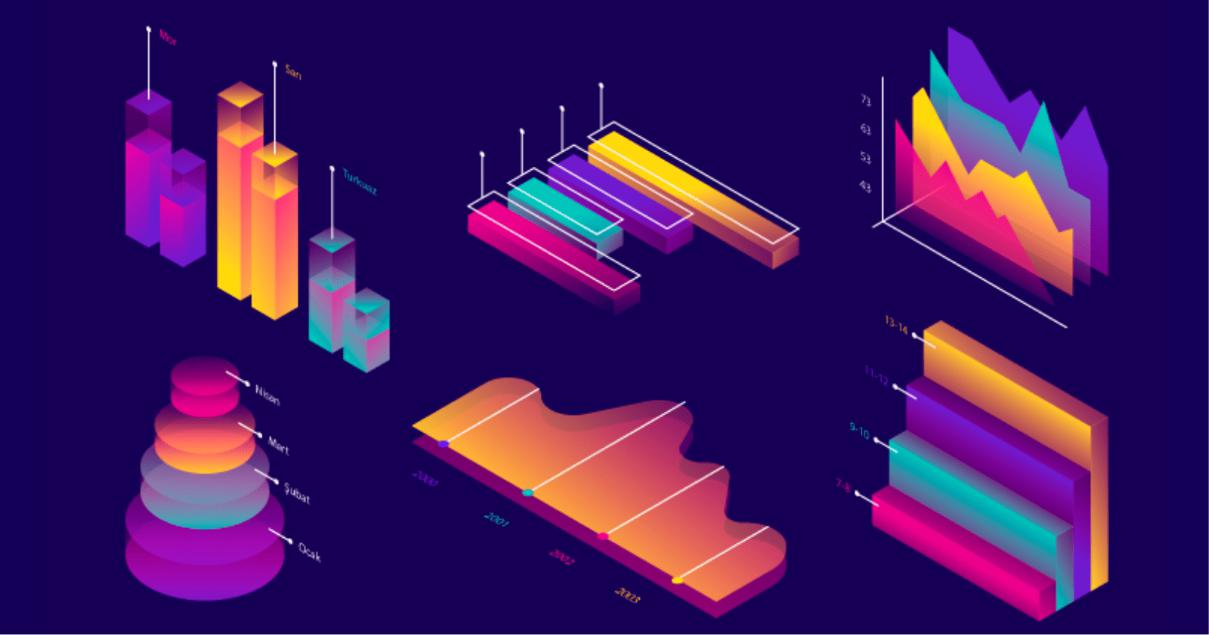 Mor
Sarı
Turkuaz
73
63
53
43
Nisan
Mart
Şubat
Ocak
2000
2001
2002
2003
13-14
11-12
9-10
7-8